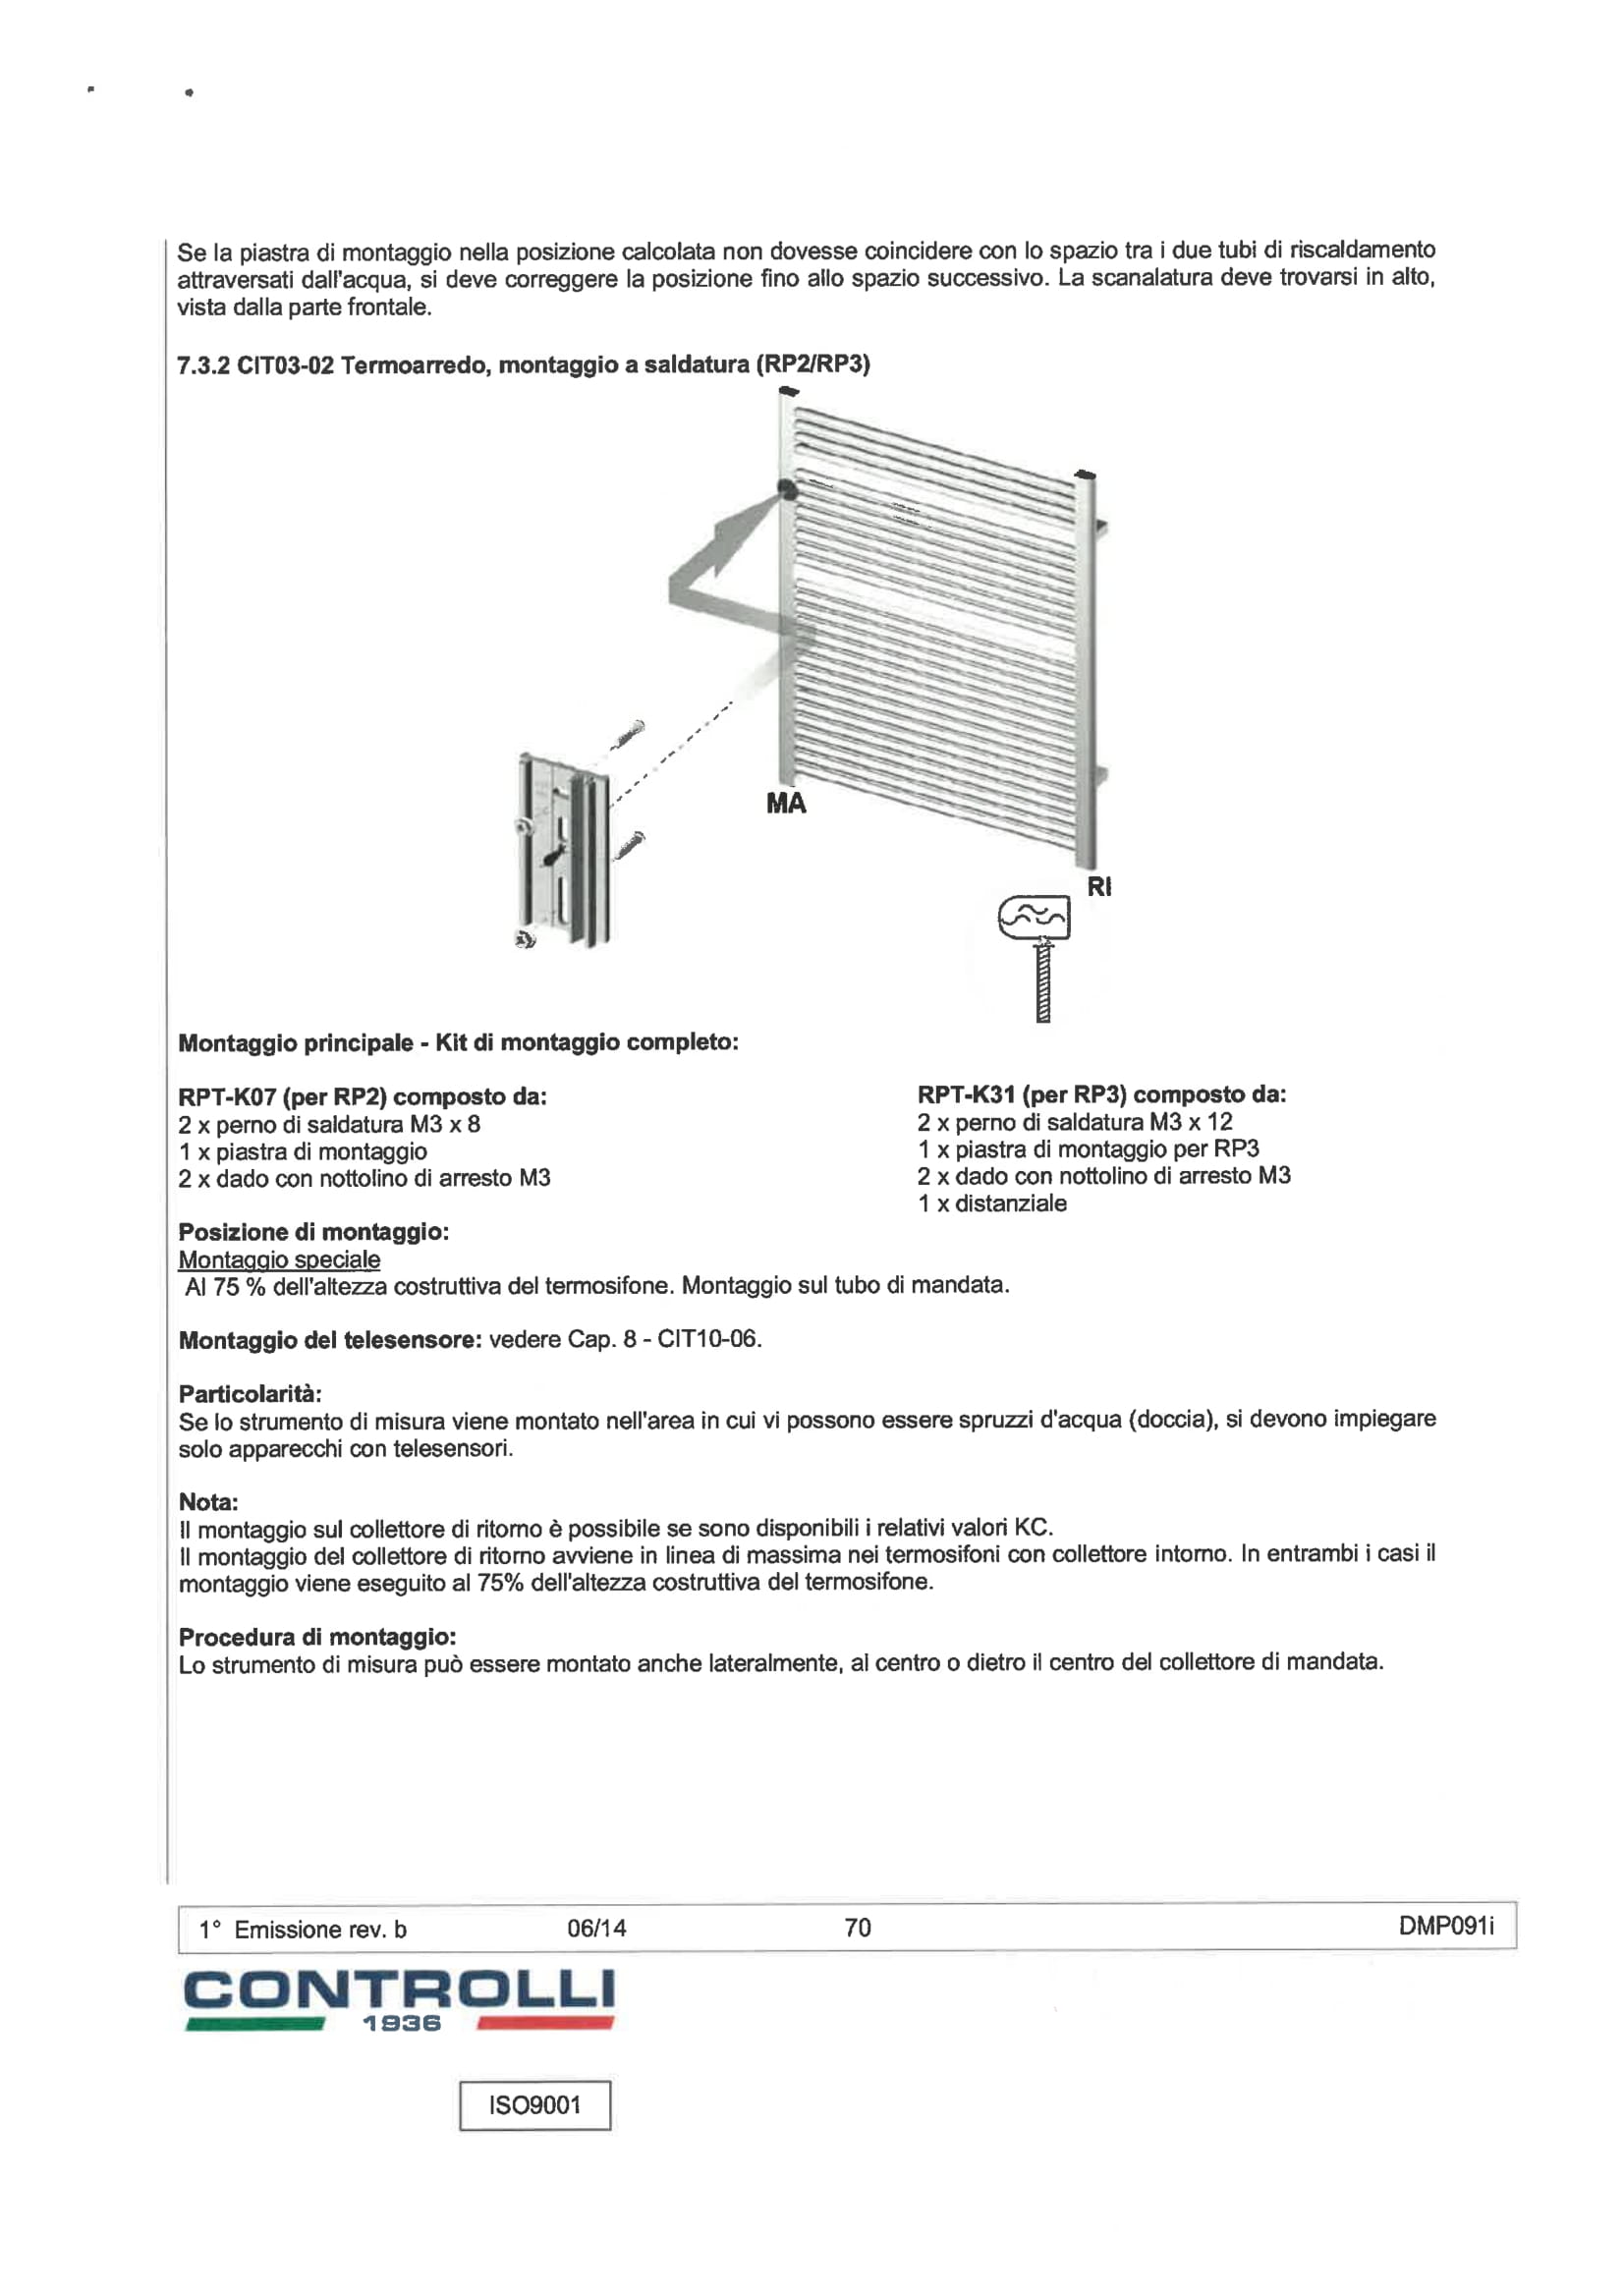 Se la piastra di montaggio nella posizione calcolata non dovesse coincidere con lo spazio tra i due tubi di riscaldamento
attraversati dall'acqua, si deve correggere la posizione fino allo spazio successivo. La scanalatura deve trovarsi in alto,
vista dalla parte frontale.
7.3.2 CIT03-02 Termoarredo, montaggio a saldatura (RP2/RP3)
MA
RI
Montaggio principale - Kit di montaggio completo:
RPT-K07 (per RP2) composto da:
2 x perno di saldatura M3 x 8
1 x piastra di montaggio
2 x dado con nottolino di arresto M3
RPT-K31 (per RP3) composto da:
2 x perno di saldatura M3 x 12
1 x piastra di montaggio per RP3
2 x dado con nottolino di arresto M3
1 x distanziale
Posizione di montaggio:
Montaggio speciale
Al 75 % dell'altezza costruttiva del termosifone. Montaggio sul tubo di mandata.
Montaggio del telesensore: vedere Cap. 8 - CIT10-06.
Particolarità:
Se lo strumento di misura viene montato nell'area in cui vi possono essere spruzzi d'acqua (doccia), si devono impiegare
solo apparecchi con telesensori.
Nota:
Il montaggio sul collettore di ritorno è possibile se sono disponibili i relativi valori KC.
Il montaggio del collettore di ritorno avviene in linea di massima nei termosifoni con collettore intorno. In entrambi i casi il
montaggio viene eseguito al 75% dell'altezza costruttiva del termosifone.
Procedura di montaggio:
Lo strumento di misura può essere montato anche lateralmente, al centro o dietro il centro del collettore di mandata.
1° Emissione rev. b 06/14 70 DMP091i
CONTROLLI
1936
ISO9001